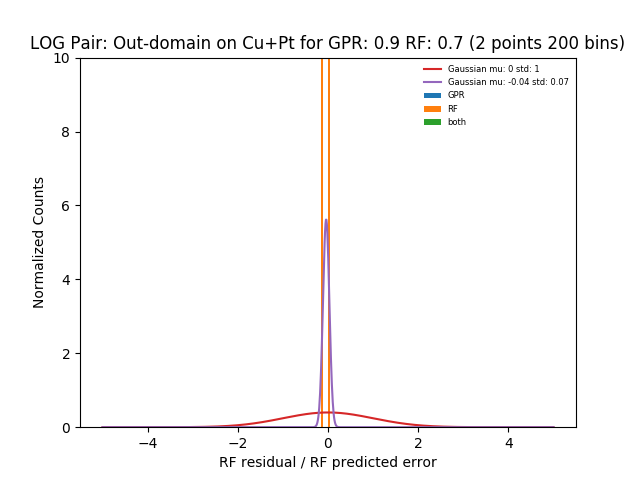 LOG Pair: Out-domain on Cu+Pt for GPR: 0.9 RF: 0.7 (2 points 200 bins)
Gaussian mu: 0 std: 1
Gaussian mu: -0.04 std: 0.07
GPR
RF
both
Normalized Counts
10
8
6
4
2
0
−4
−2
0
2
4
RF residual / RF predicted error